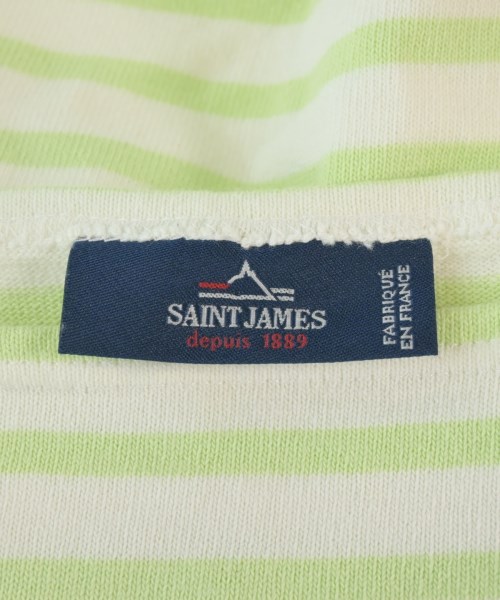 SAINT JAMES
depuis 1889
FABRIQUÉ
EN FRANCE